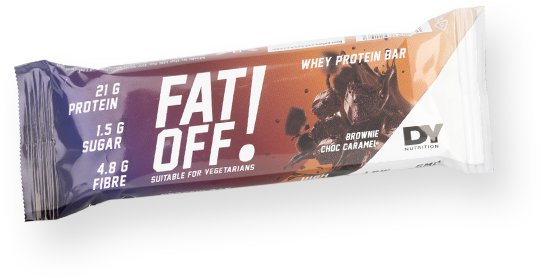 21 G
PROTEIN
1.5 G
SUGAR
4.8 G
FIBRE
FAT
OFF!
SUITABLE FOR VEGETARIANS
WHEY PROTEIN BAR
BROWNIE
CHOC CARAMEL
DY
NUTRITION
HIGH